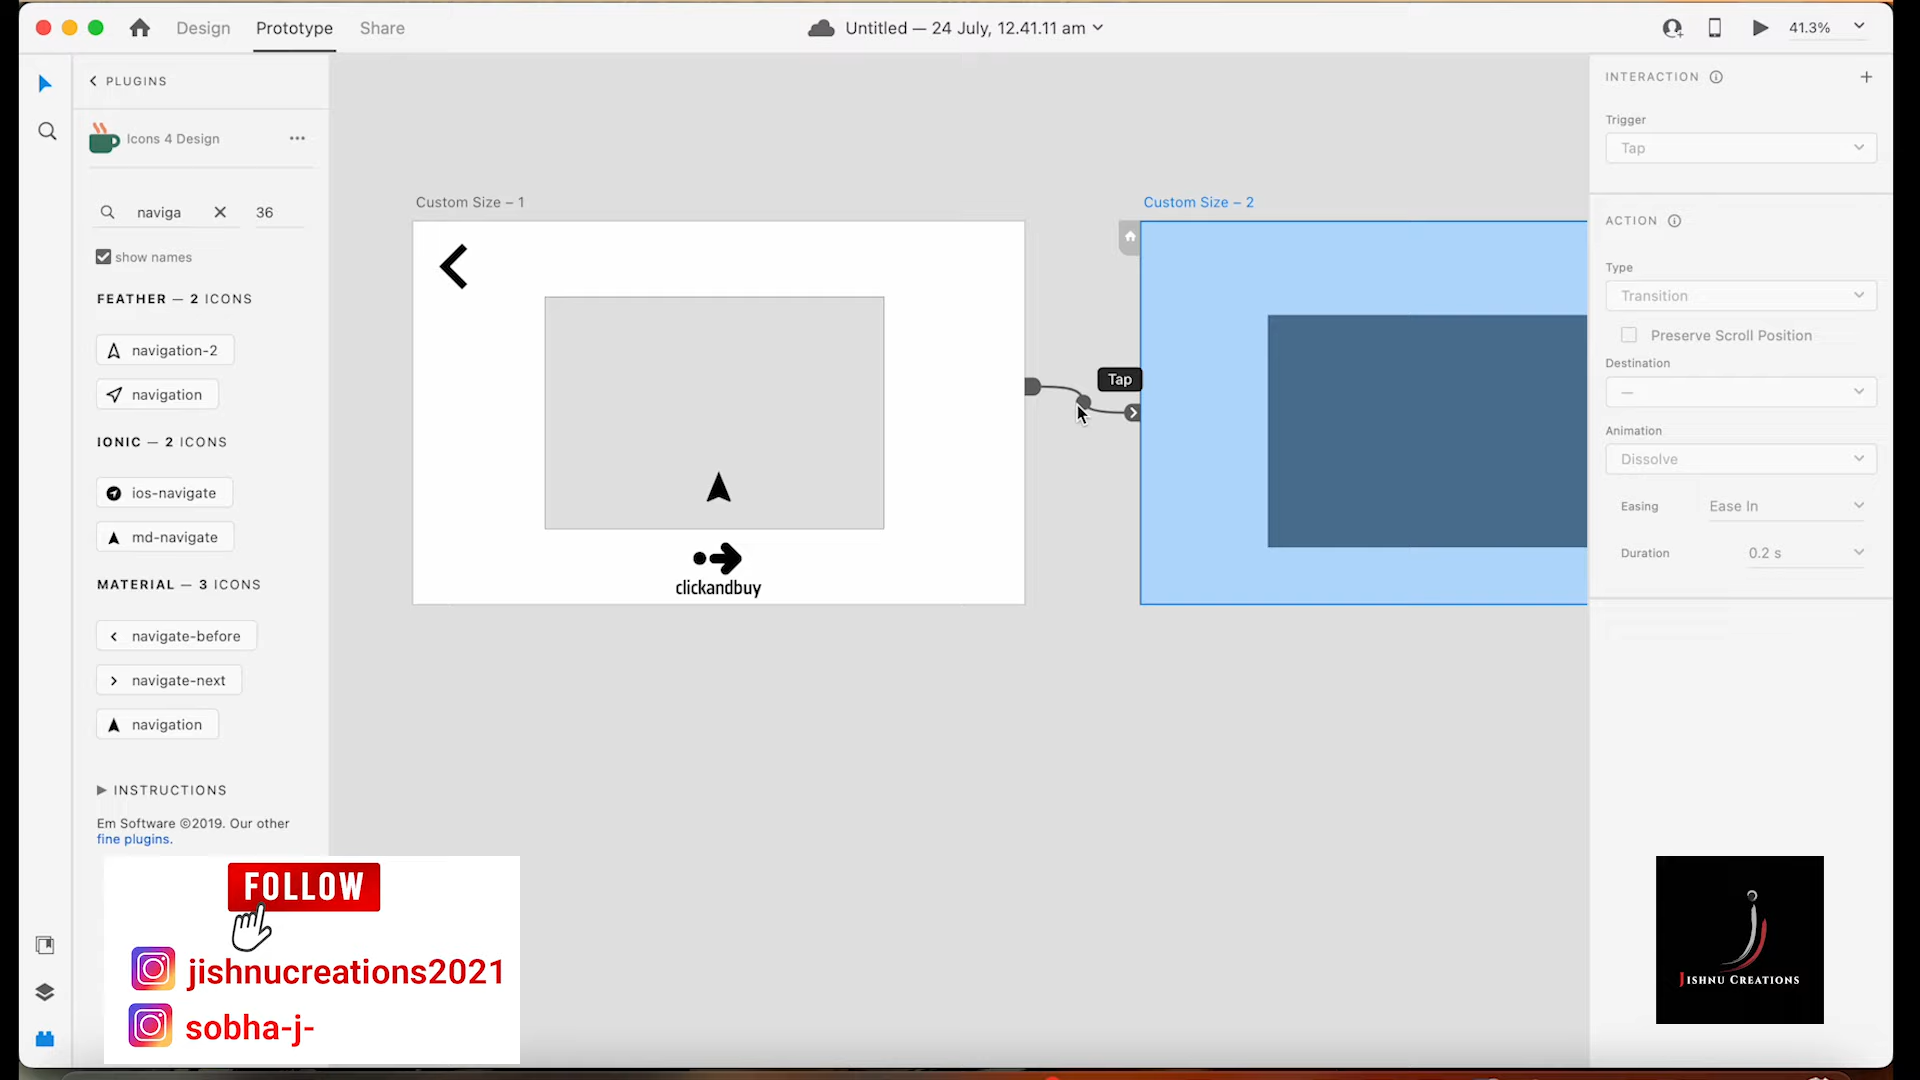 Design
Prototype
Share
Untitled — 24 July, 12.41.11 am
41.3%
PLUGINS
Icons 4 Design
naviga
36
show names
FEATHER — 2 ICONS
navigation-2
navigation
IONIC — 2 ICONS
ios-navigate
md-navigate
MATERIAL — 3 ICONS
navigate-before
navigate-next
navigation
INSTRUCTIONS
Em Software ©2019. Our other
fine plugins.
Custom Size – 1
clickandbuy
Tap
Custom Size – 2
INTERACTION
Trigger
Tap
ACTION
Type
Transition
Preserve Scroll Position
Destination
—
Animation
Dissolve
Easing
Ease In
Duration
0.2 s
FOLLOW
jishnucreations2021
sobha-j-
JISHNU CREATIONS